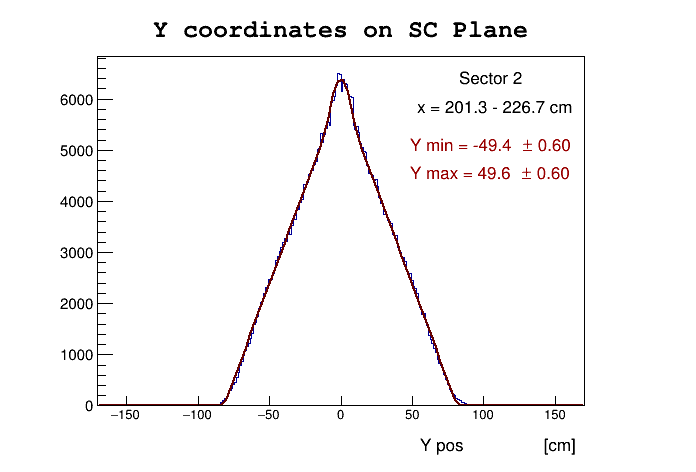 Y coordinates on SC Plane
Sector 2
x = 201.3 - 226.7 cm
Y min = -49.4 ± 0.60
Y max = 49.6 ± 0.60
6000
5000
4000
3000
2000
1000
0
−150 −100 −50 0 50 100 150
Y pos [cm]